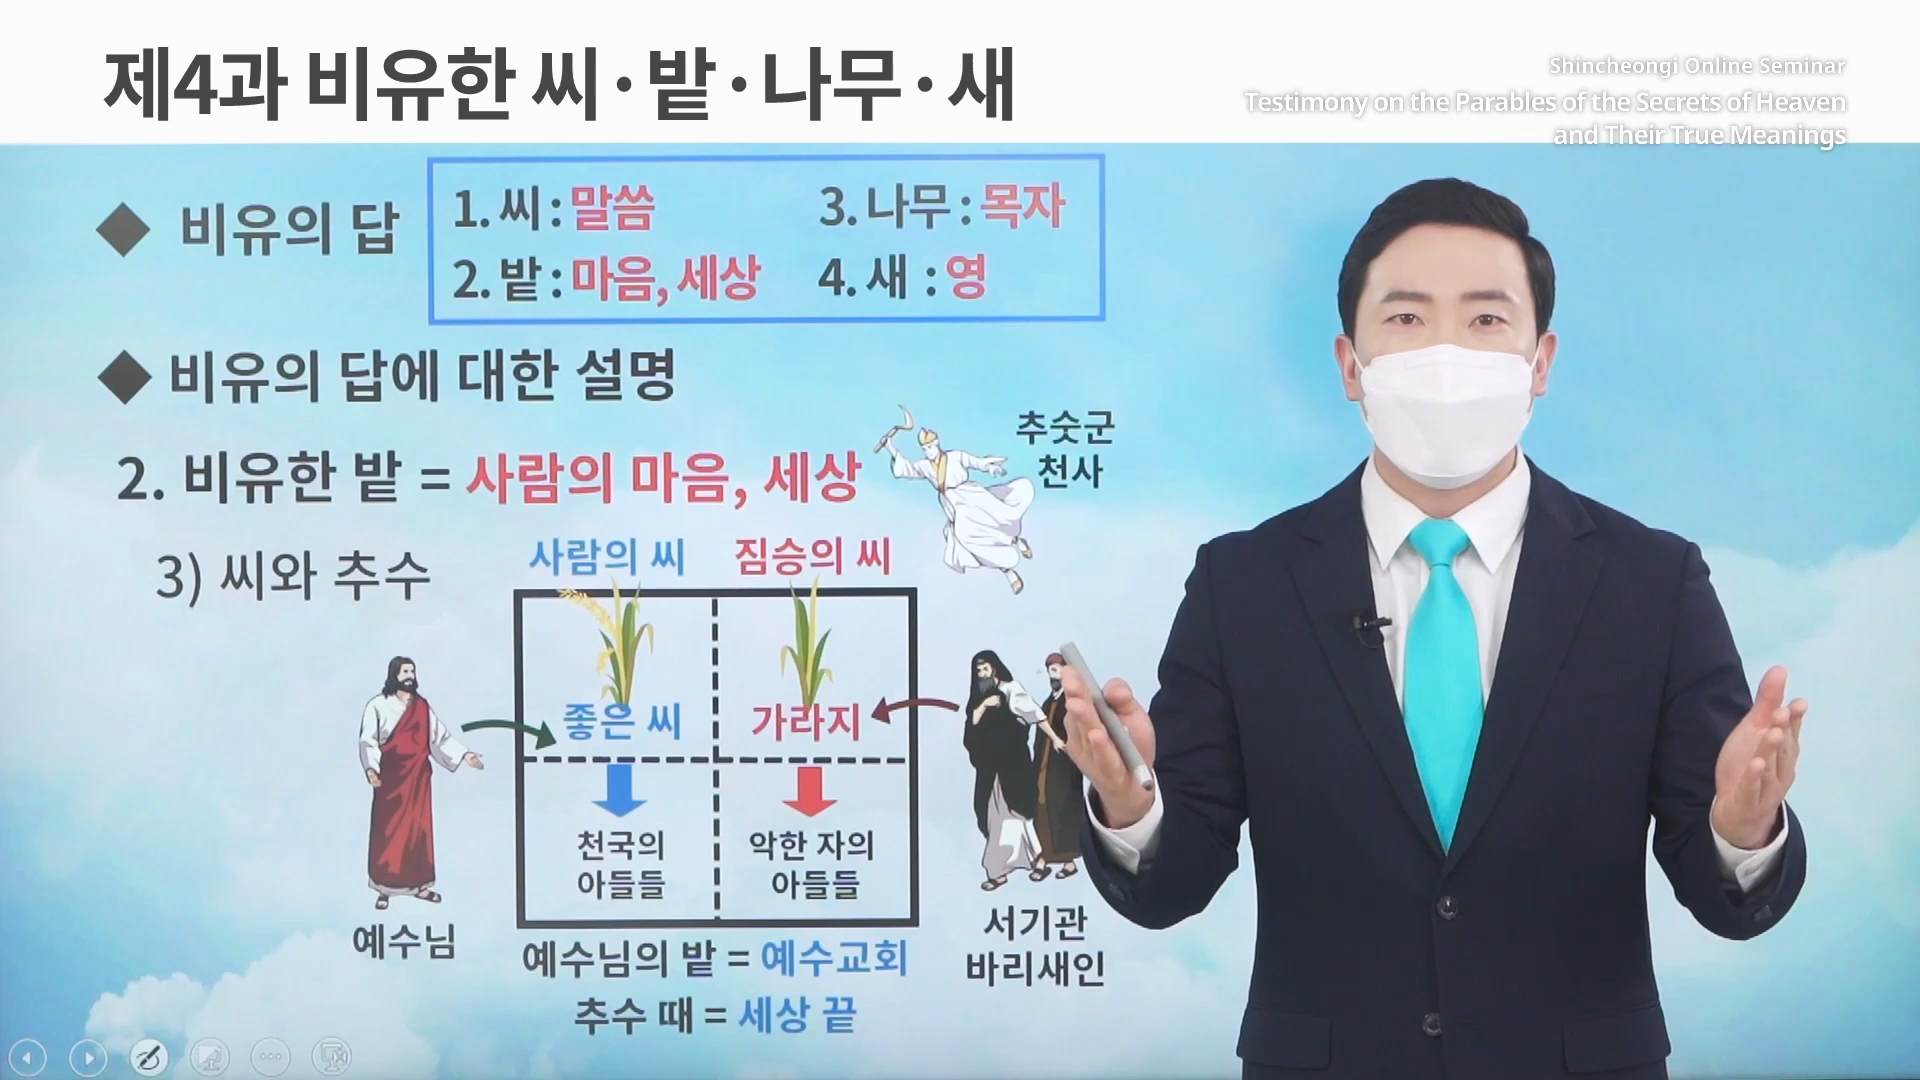 제4과 비유한 씨·밭·나무·새
Shincheongi Online Seminar
Testimony on the Parables of the Secrets of Heaven
and Their True Meanings
◆ 비유의 답
1. 씨 : 말씀
3. 나무 : 목자
2. 밭 : 마음, 세상
4. 새 : 영
◆ 비유의 답에 대한 설명
2. 비유한 밭 = 사람의 마음, 세상
추숫군
천사
3) 씨와 추수
사람의 씨
짐승의 씨
좋은 씨
가라지
천국의
아들들
악한 자의
아들들
예수님
서기관
바리새인
예수님의 밭 = 예수교회
추수 때 = 세상 끝